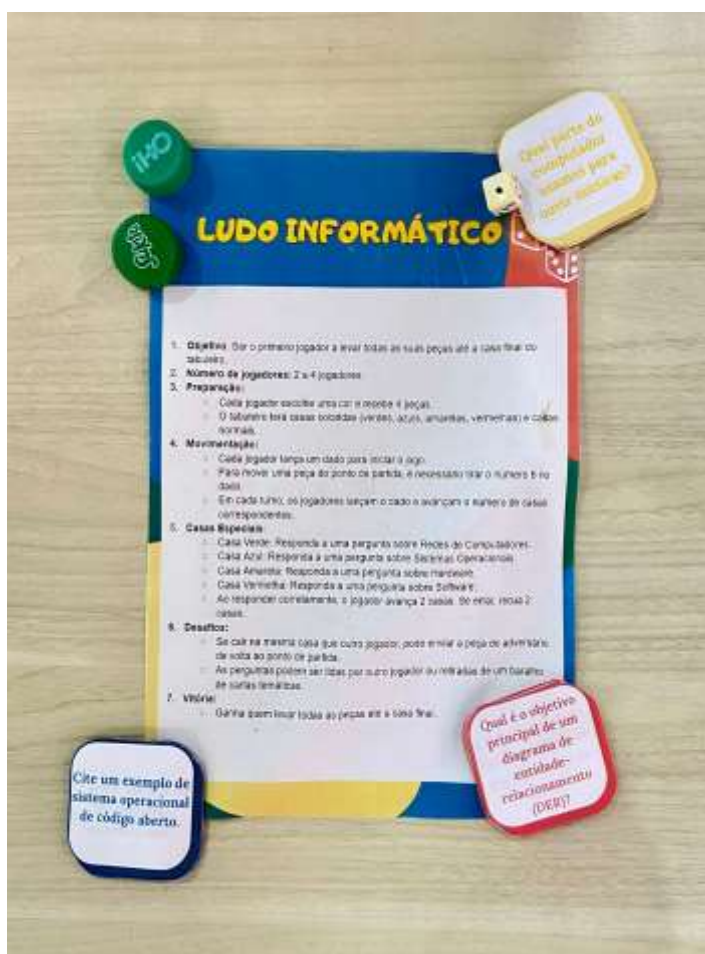 Qual parte do
computador
usamos para
ouvir músicas?
LUDO INFORMÁTICO
1. Objetivo: Ser o primeiro jogador a levar todas as suas peças até a casa final do
tabuleiro.
2. Número de jogadores: 2 a 4 jogadores
3. Preparação:
Cada jogador escolhe uma cor e recebe 4 peças.
O tabuleiro terá casas coloridas (verdes, azuis, amarelas, vermelhas) e casas
normais.
4. Movimentação:
Cada jogador lança um dado para iniciar o jogo.
Para mover uma peça do ponto de partida, é necessário tirar o número 6 no
dado.
Em cada turno, os jogadores lançam o dado e avançam o número de casas
correspondentes.
5. Casas Especiais:
Casa Verde: Responda a uma pergunta sobre Redes de Computadores.
Casa Azul: Responda a uma pergunta sobre Sistemas Operacionais
Casa Amarela: Responda a uma pergunta sobre Hardware.
Casa Vermelha: Responda a uma pergunta sobre Software.
Ao responder corretamente, o jogador avança 2 casas. Se errar, recua 2
casas.
6. Desafios:
Se cair na mesma casa que outro jogador, pode enviar a peça do adversário
de volta ao ponto de partida.
As perguntas podem ser lidas por outro jogador ou retiradas de um baralho
de cartas temáticas.
7. Vitória:
Ganha quem levar todas as peças até a casa final.
Cite um exemplo de
sistema operacional
de código aberto.
Qual é o objetivo
principal de um
diagrama de
entidade-
relacionamento
(DER)?